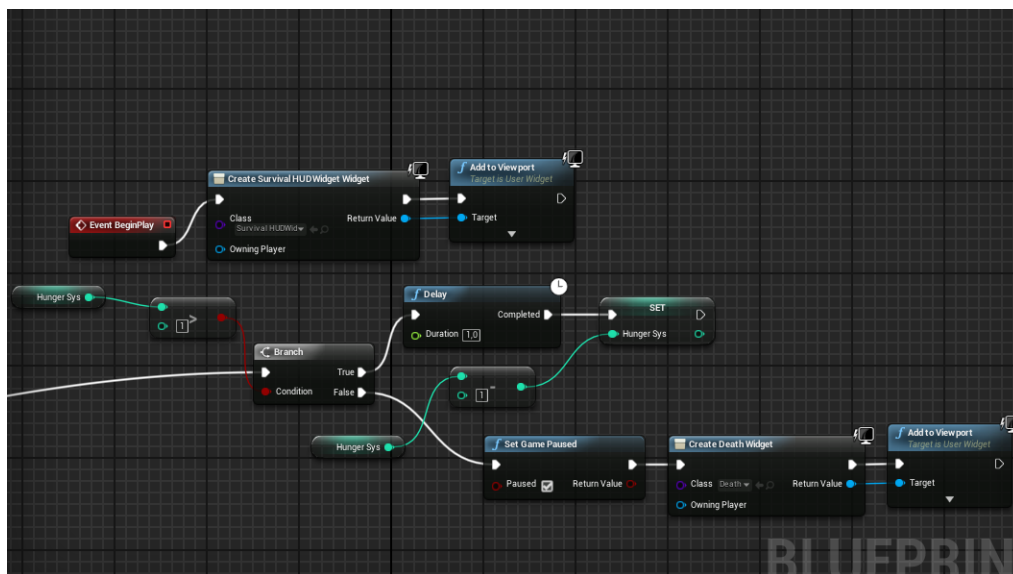 Create Survival HUDWidget Widget
Add to Viewport
Target is User Widget
Event BeginPlay
Class
Survival HUDWid
Return Value
Target
Owning Player
Hunger Sys
1
>
Delay
Completed
Duration 1,0
SET
Hunger Sys
Branch
True
Condition
False
1
-
Hunger Sys
Set Game Paused
Paused
Return Value
Create Death Widget
Class Death
Return Value
Owning Player
Add to Viewport
Target is User Widget
Target